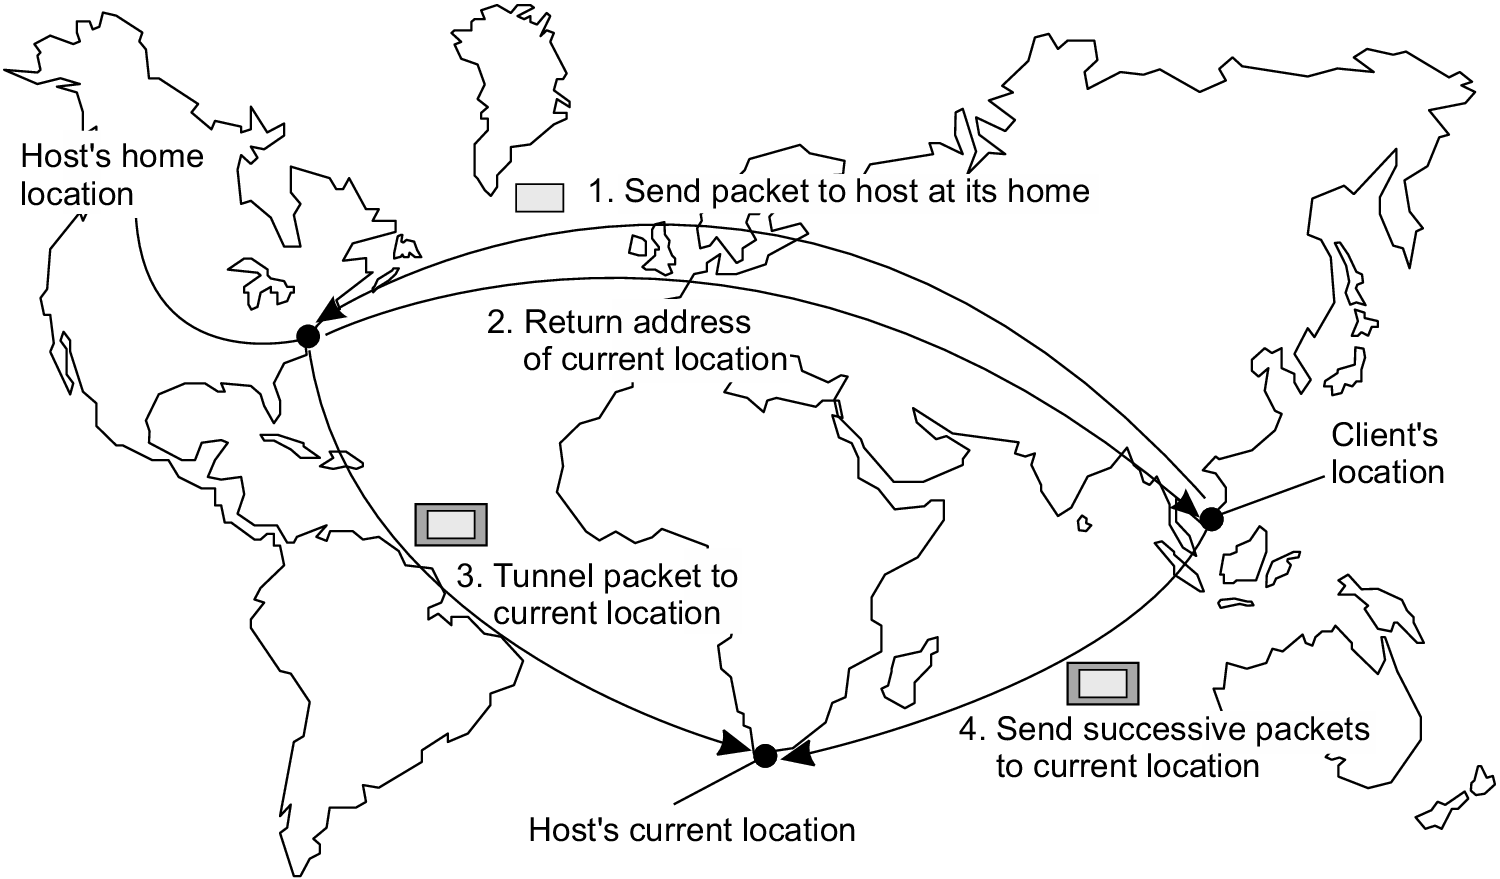 Host's home
location
1. Send packet to host at its home
2. Return address
of current location
Client's
location
3. Tunnel packet to
current location
4. Send successive packets
to current location
Host's current location